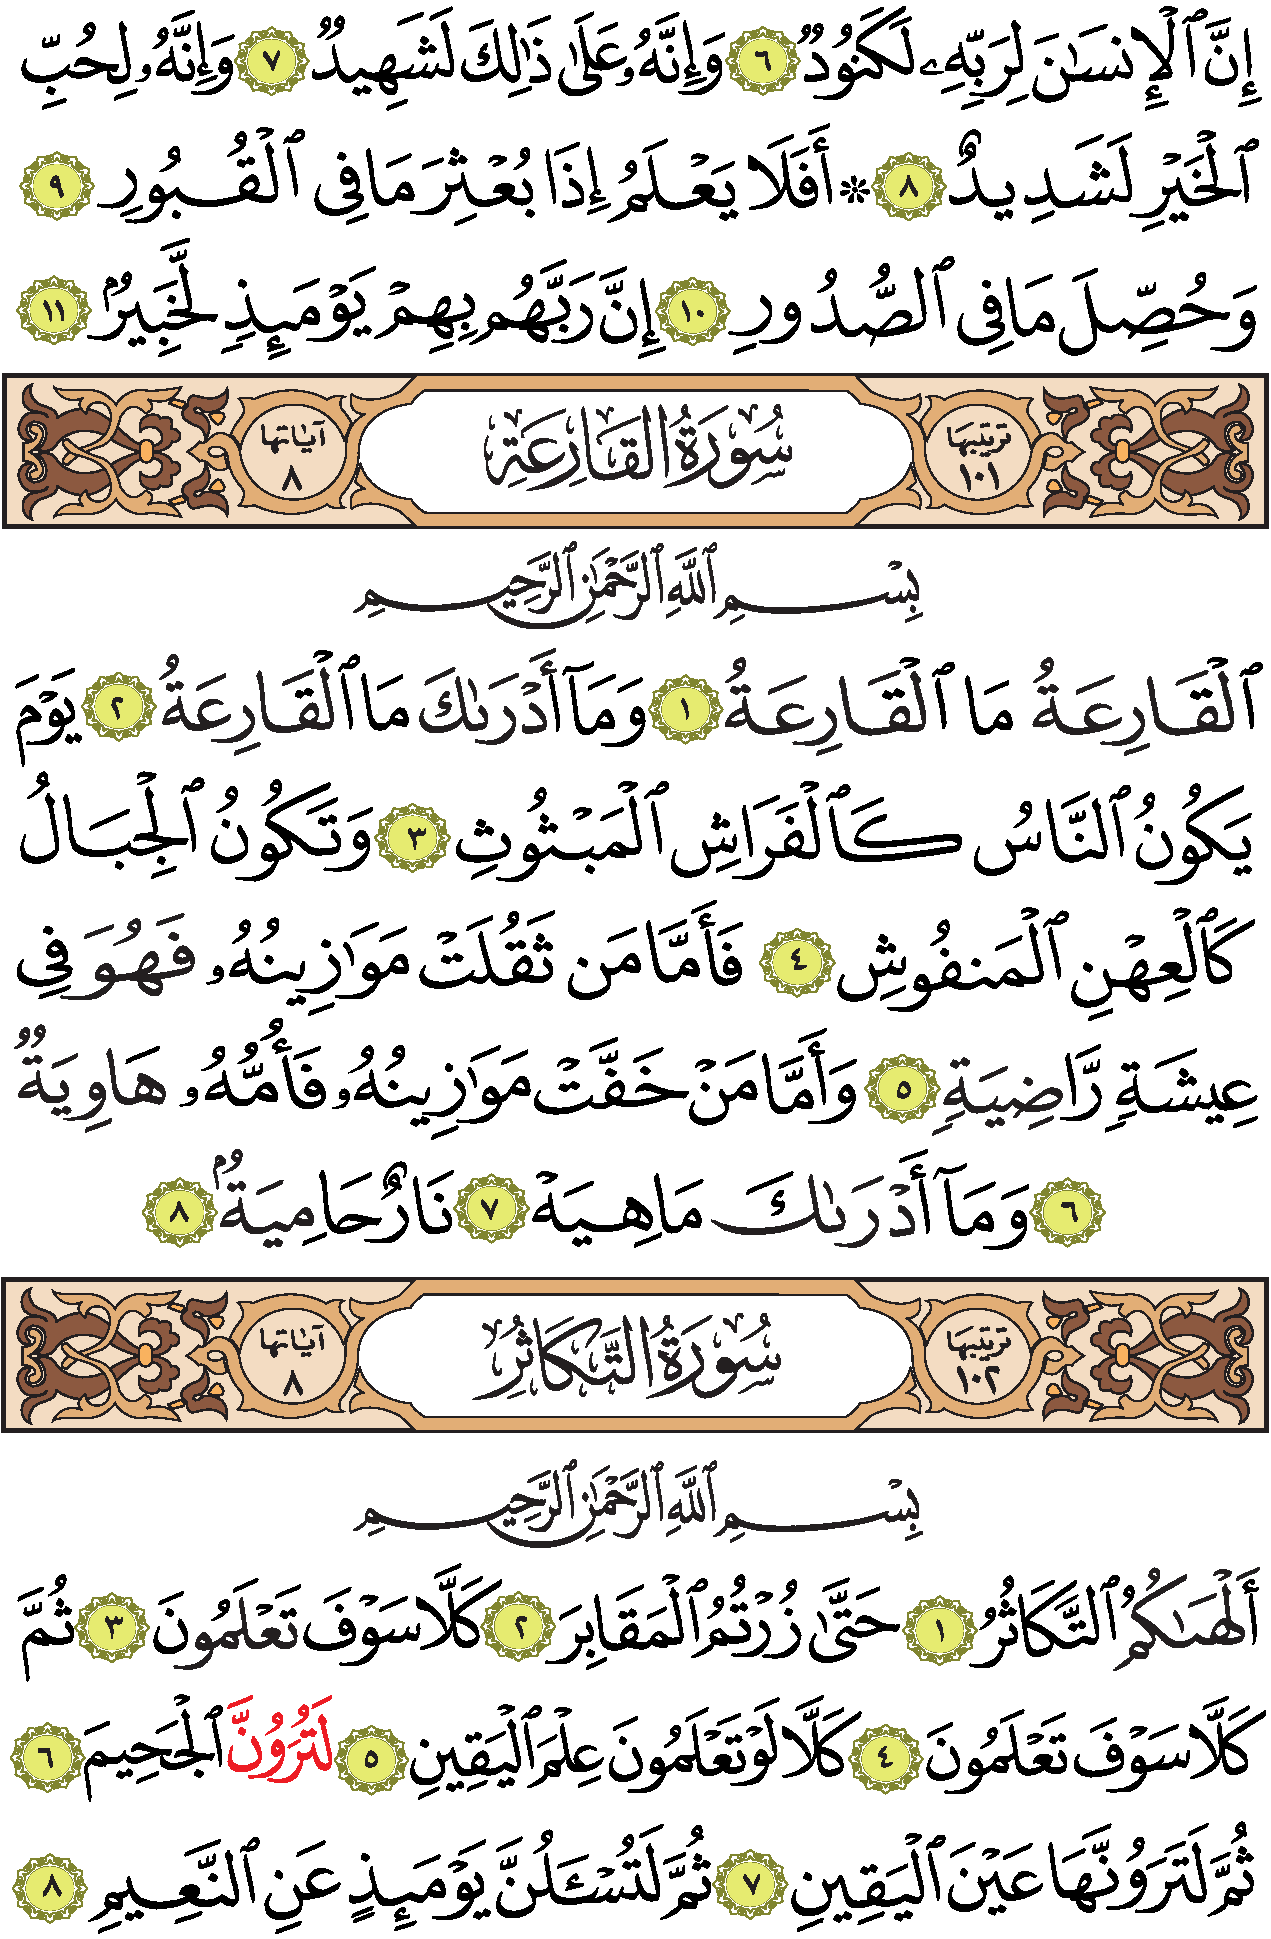 إِنَّ ٱلْإِنسَٰنَ لِرَبِّهِۦ لَكَنُودٌ ٦ وَإِنَّهُۥ عَلَىٰ ذَٰلِكَ لَشَهِيدٌ ٧ وَإِنَّهُۥ لِحُبِّ
ٱلْخَيْرِ لَشَدِيدٌ ٨ * أَفَلَا يَعْلَمُ إِذَا بُعْثِرَ مَا فِى ٱلْقُبُورِ ٩
وَحُصِّلَ مَا فِى ٱلصُّدُورِ ١٠ إِنَّ رَبَّهُم بِهِمْ يَوْمَئِذٍ لَّخَبِيرٌۢ ١١
ترتيبها ١٠١ سُورَةُ القَارِعَةِ آياتها ٨
بِسْمِ ٱللَّهِ ٱلرَّحْمَٰنِ ٱلرَّحِيمِ
ٱلْقَارِعَةُ مَا ٱلْقَارِعَةُ ١ وَمَآ أَدْرَىٰكَ مَا ٱلْقَارِعَةُ ٢ يَوْمَ
يَكُونُ ٱلنَّاسُ كَٱلْفَرَاشِ ٱلْمَبْثُوثِ ٣ وَتَكُونُ ٱلْجِبَالُ
كَٱلْعِهْنِ ٱلْمَنفُوشِ ٤ فَأَمَّا مَن ثَقُلَتْ مَوَٰزِينُهُۥ فَهُوَ فِى
عِيشَةٍ رَّاضِيَةٍ ٥ وَأَمَّا مَنْ خَفَّتْ مَوَٰزِينُهُۥ فَأُمُّهُۥ هَاوِيَةٌ
٦ وَمَآ أَدْرَىٰكَ مَا هِيَهْ ٧ نَارٌ حَامِيَةٌۢ ٨
ترتيبها ١٠٢ سُورَةُ التَّكَاثُرِ آياتها ٨
بِسْمِ ٱللَّهِ ٱلرَّحْمَٰنِ ٱلرَّحِيمِ
أَلْهَىٰكُمُ ٱلتَّكَاثُرُ ١ حَتَّىٰ زُرْتُمُ ٱلْمَقَابِرَ ٢ كَلَّا سَوْفَ تَعْلَمُونَ ٣ ثُمَّ
كَلَّا سَوْفَ تَعْلَمُونَ ٤ كَلَّا لَوْ تَعْلَمُونَ عِلْمَ ٱلْيَقِينِ ٥ لَتَرَوُنَّ ٱلْجَحِيمَ ٦
ثُمَّ لَتَرَوُنَّهَا عَيْنَ ٱلْيَقِينِ ٧ ثُمَّ لَتُسْـَٔلُنَّ يَوْمَئِذٍ عَنِ ٱلنَّعِيمِ ٨